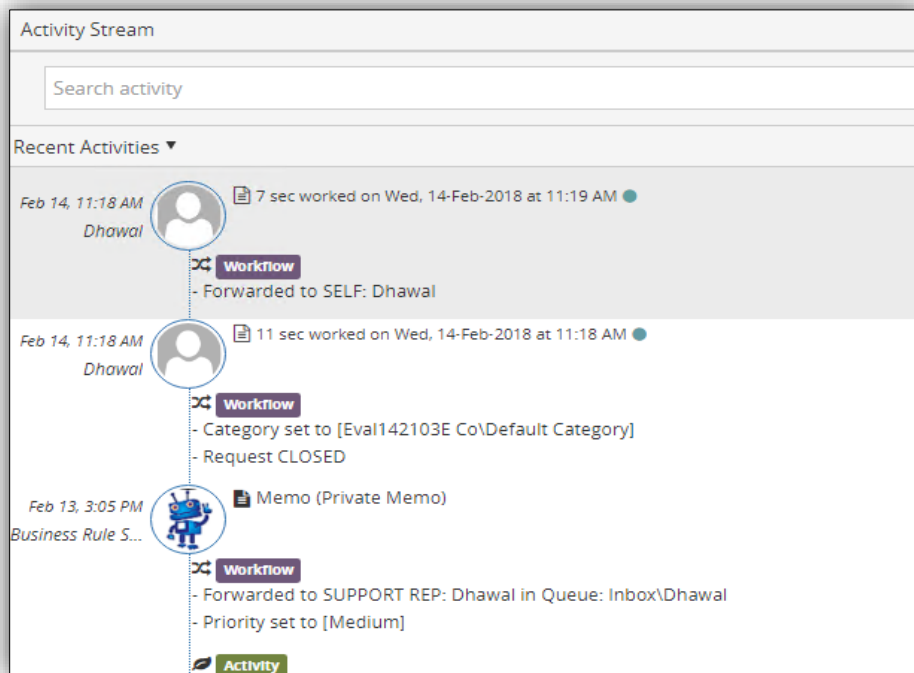 Activity Stream
Search activity
Recent Activities ▼
Feb 14, 11:18 AM
Dhawal
7 sec worked on Wed, 14-Feb-2018 at 11:19 AM
Workflow
- Forwarded to SELF: Dhawal
Feb 14, 11:18 AM
Dhawal
11 sec worked on Wed, 14-Feb-2018 at 11:18 AM
Workflow
- Category set to [Eval142103E Co\Default Category]
- Request CLOSED
Feb 13, 3:05 PM
Business Rule S...
Memo (Private Memo)
Workflow
- Forwarded to SUPPORT REP: Dhawal in Queue: Inbox\Dhawal
- Priority set to [Medium]
Activity